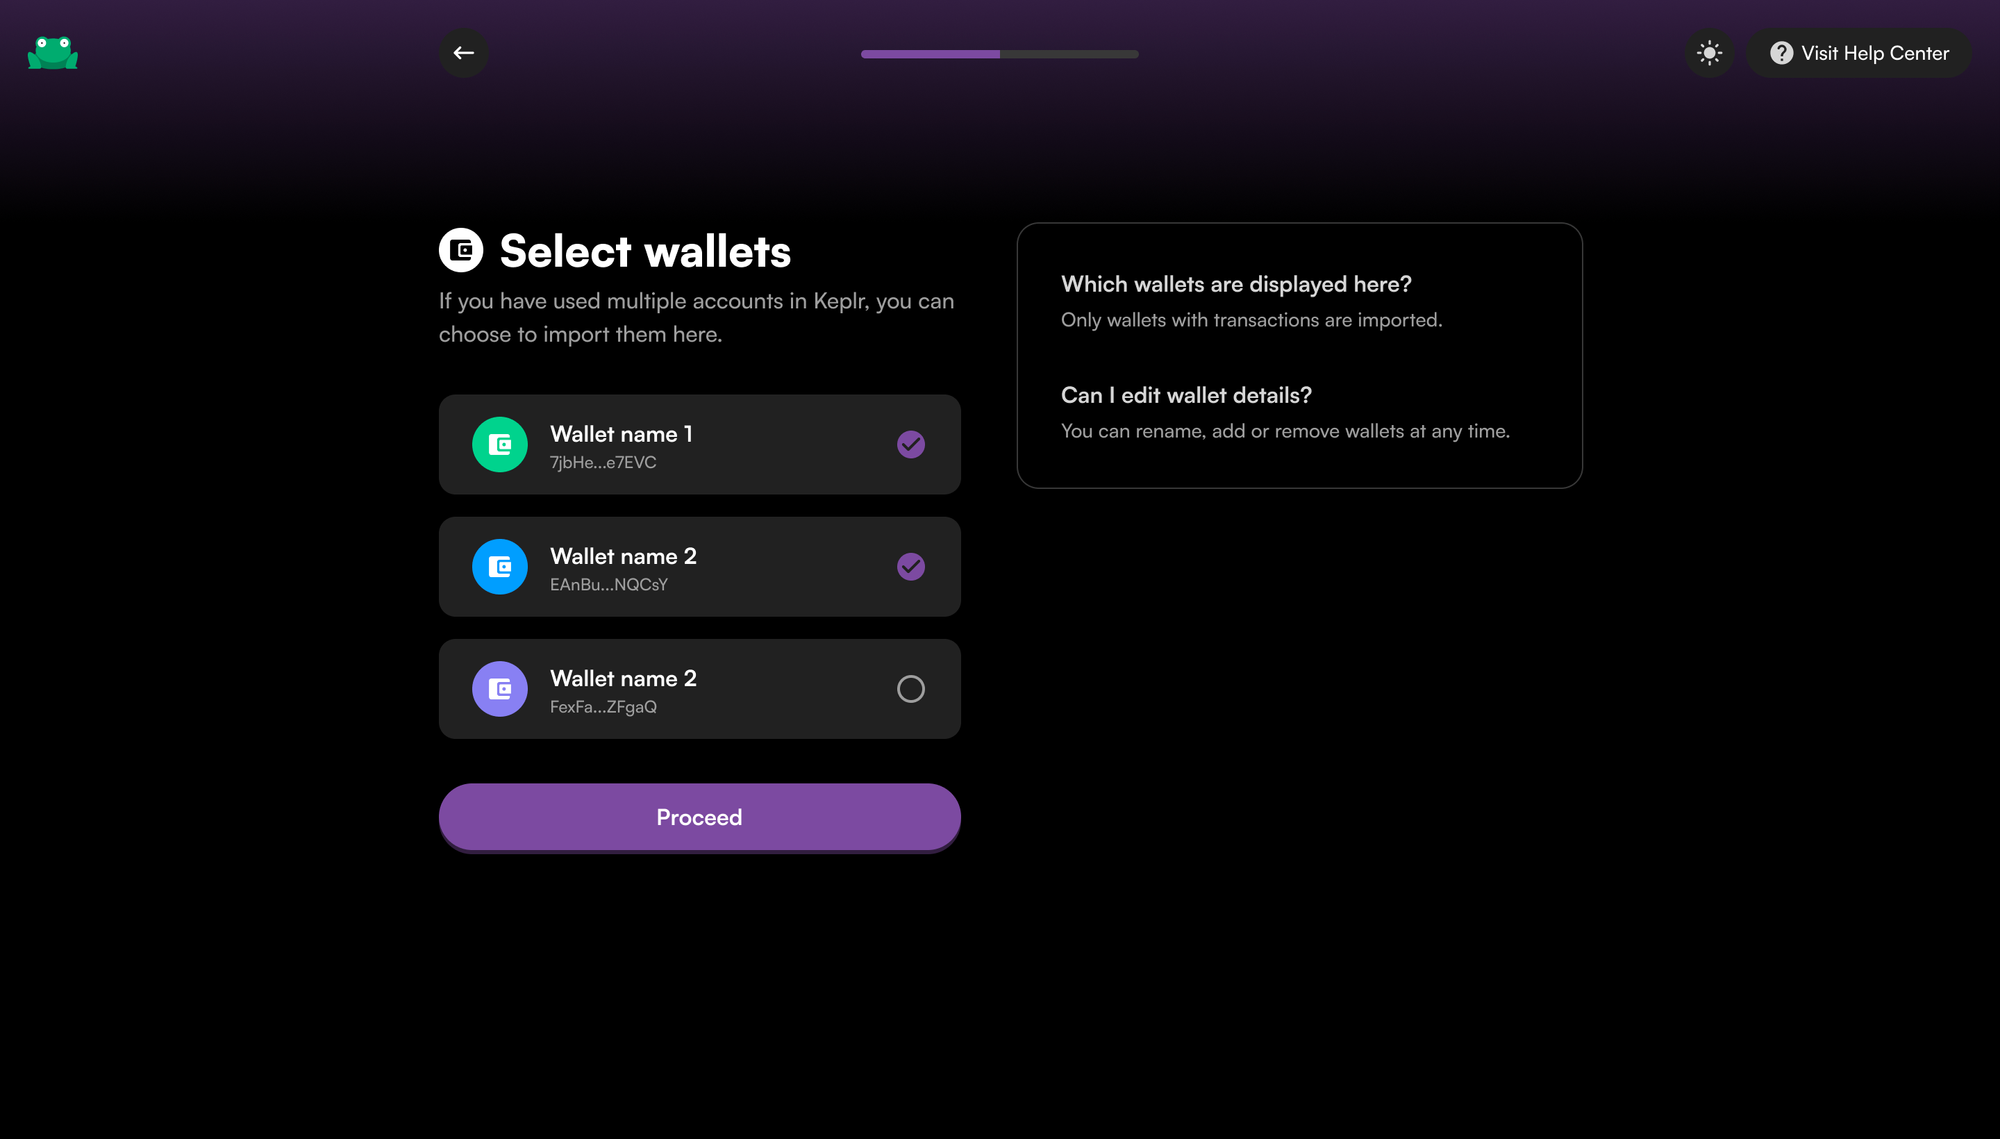 Visit Help Center
Select wallets
If you have used multiple accounts in Keplr, you can
choose to import them here.
Wallet name 1
7jbHe...e7EVC
Wallet name 2
EAnBu...NQCsY
Wallet name 2
FexFa...ZFgaQ
Proceed
Which wallets are displayed here?
Only wallets with transactions are imported.
Can I edit wallet details?
You can rename, add or remove wallets at any time.